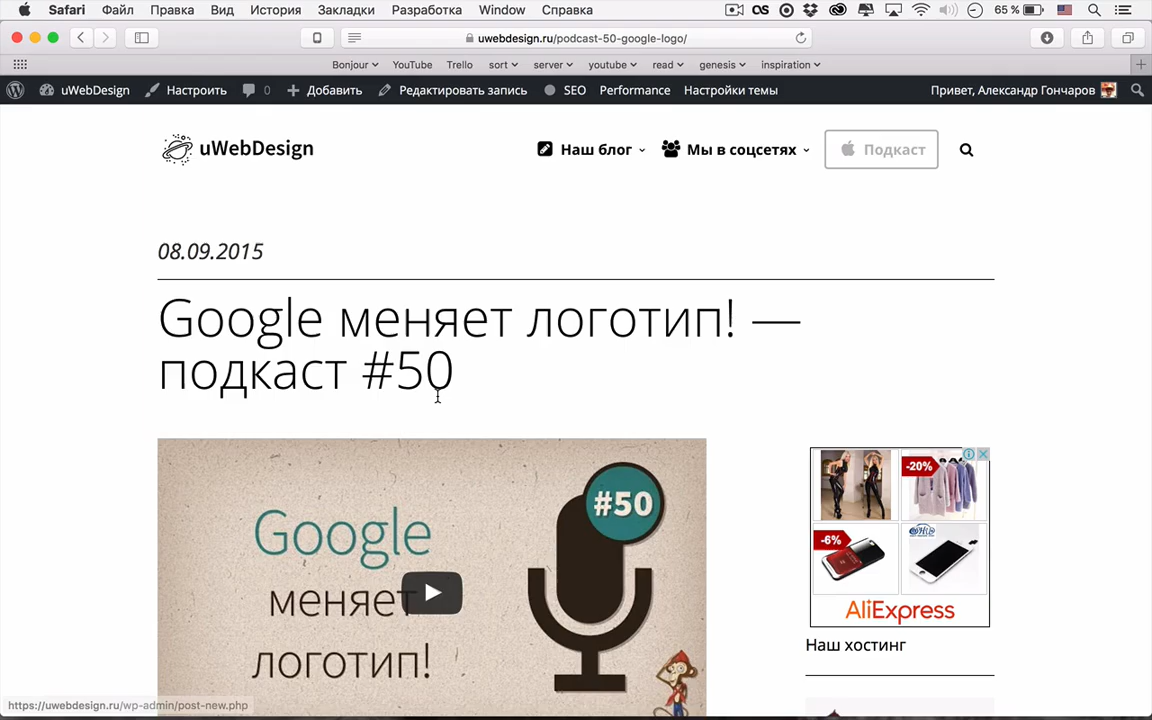 Safari Файл Правка Вид История Закладки Разработка Window Справка 65 %
uwebdesign.ru/podcast-50-google-logo/
Bonjour YouTube Trello sort server youtube read genesis inspiration
uWebDesign Настроить 0 Добавить Редактировать запись SEO Performance Настройки темы Привет, Александр Гончаров
uWebDesign Наш блог Мы в соцсетях Подкаст
08.09.2015
Google меняет логотип! —
подкаст #50
#50
Google
меняет
логотип!
-20%
-6%
AliExpress
Наш хостинг
https://uwebdesign.ru/wp-admin/post-new.php